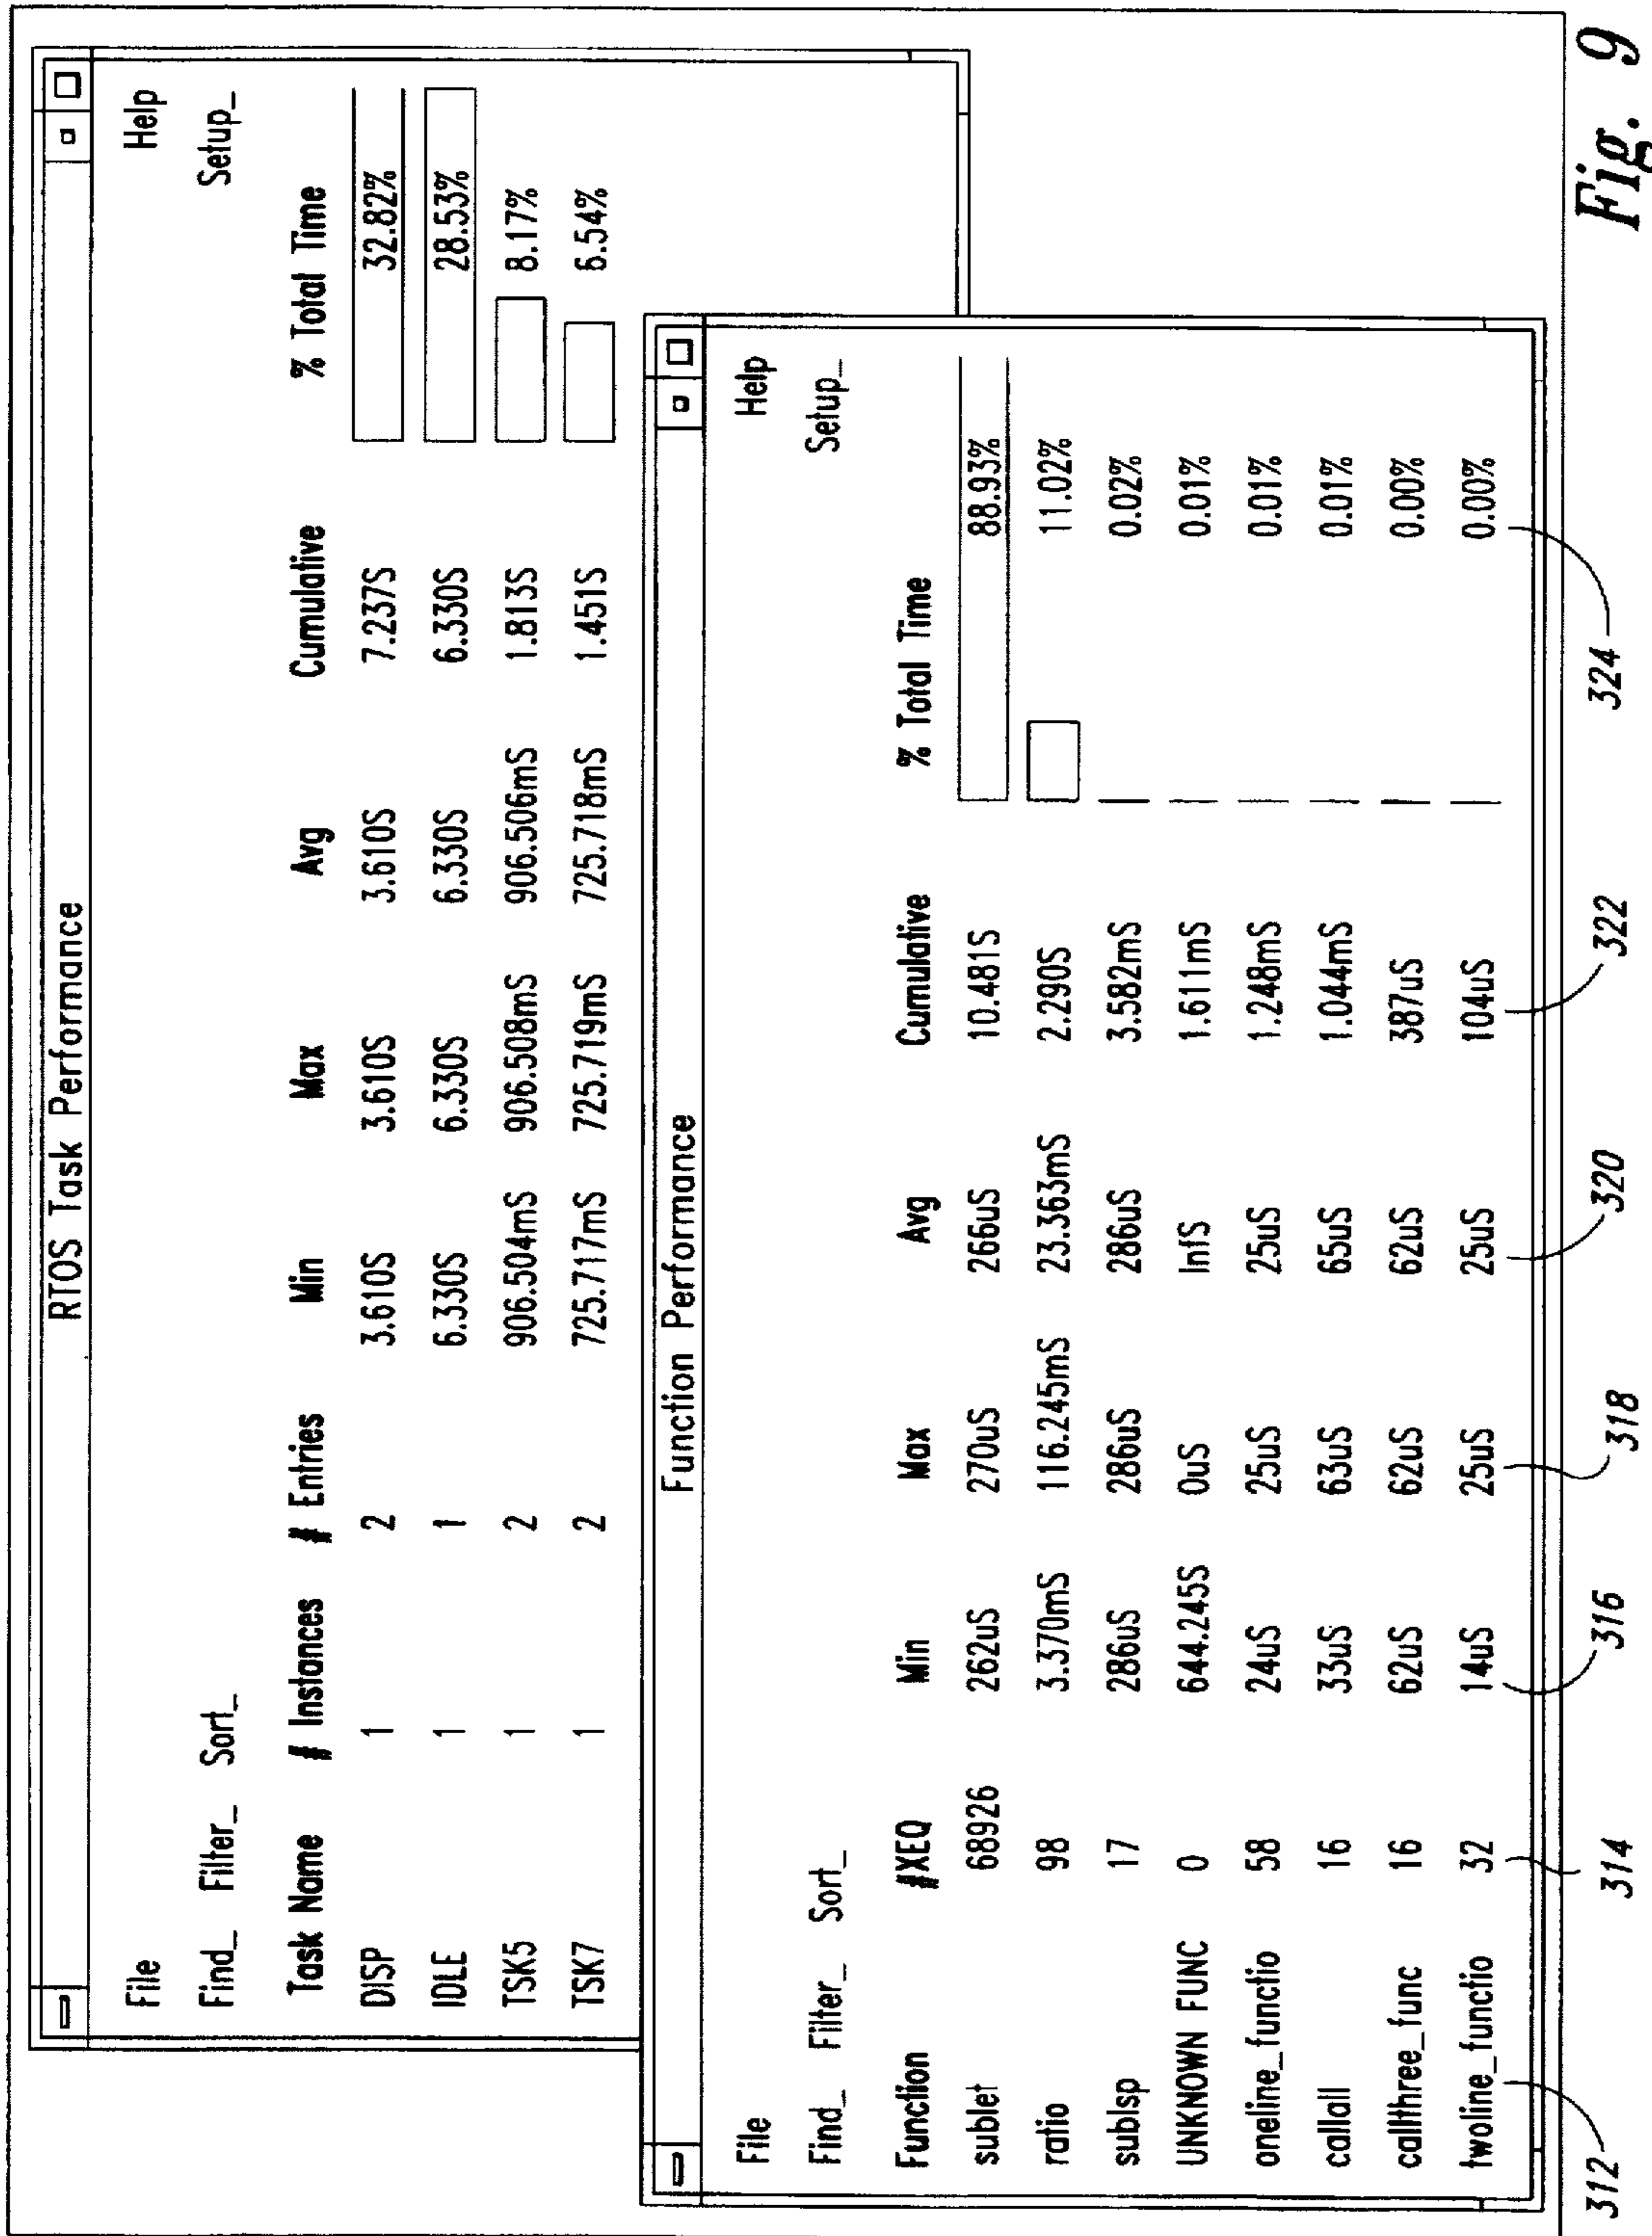 RTOS Task Performance
File Help
Find_ Filter_ Sort_ Setup_
Task Name # Instances # Entries Min Max Avg Cumulative % Total Time
DISP 1 2 3.610S 3.610S 3.610S 7.237S 32.82%
IDLE 1 1 6.330S 6.330S 6.330S 6.330S 28.53%
TSK5 1 2 906.504mS 906.508mS 906.506mS 1.813S 8.17%
TSK7 1 2 725.717mS 725.719mS 725.718mS 1.451S 6.54%
Function Performance
File Help
Find_ Filter_ Sort_ Setup_
Function #XEQ Min Max Avg Cumulative % Total Time
sublet 68926 262uS 270uS 266uS 10.481S 88.93%
ratio 98 3.370mS 116.245mS 23.363mS 2.290S 11.02%
sublsp 17 286uS 286uS 286uS 3.582mS 0.02%
UNKNOWN FUNC 0 644.245S 0uS InfS 1.611mS 0.01%
oneline_functio 58 24uS 25uS 25uS 1.248mS 0.01%
callall 16 33uS 63uS 65uS 1.044mS 0.01%
callthree_func 16 62uS 62uS 62uS 387uS 0.00%
twoline_functio 32 14uS 25uS 25uS 104uS 0.00%
312 314 316 318 320 322 324
Fig. 9